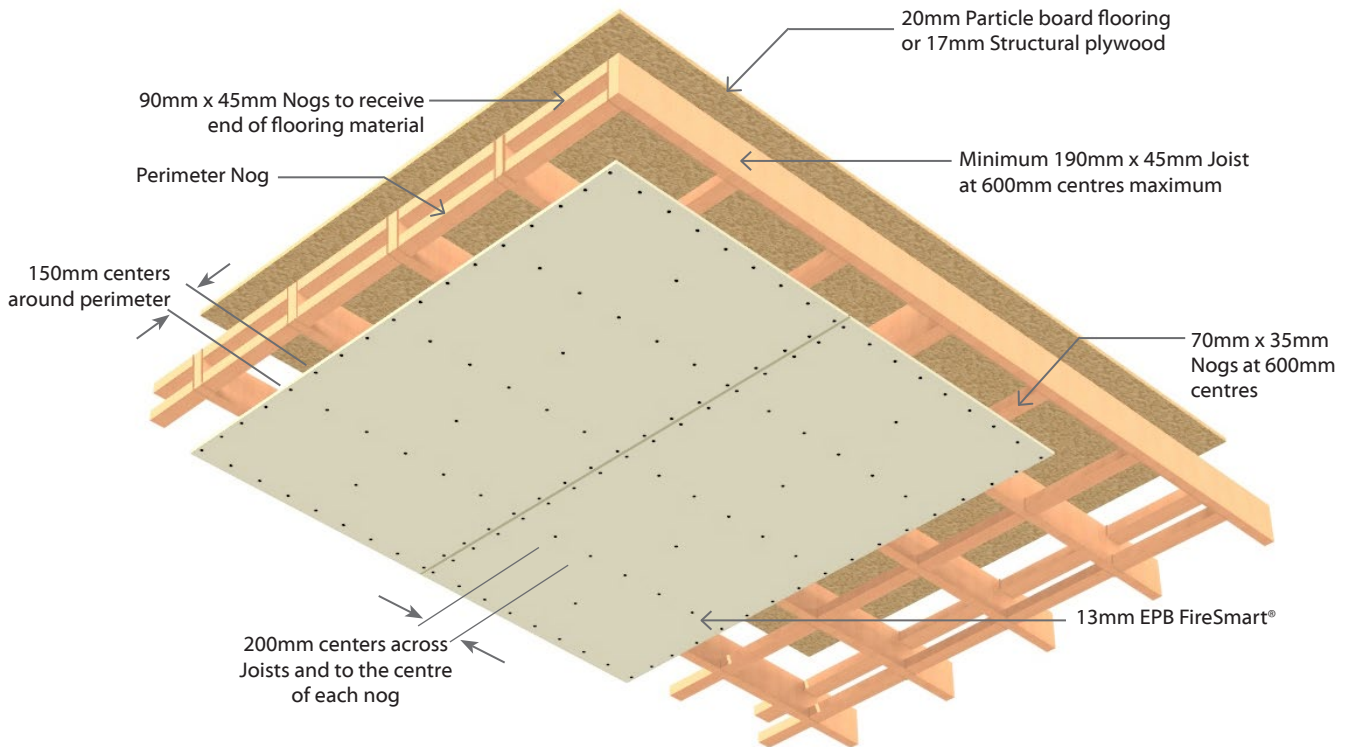 20mm Particle board flooring
or 17mm Structural plywood
90mm x 45mm Nogs to receive
end of flooring material
Minimum 190mm x 45mm Joist
at 600mm centres maximum
Perimeter Nog
150mm centers
around perimeter
70mm x 35mm
Nogs at 600mm
centres
13mm EPB FireSmart®
200mm centers across
Joists and to the centre
of each nog